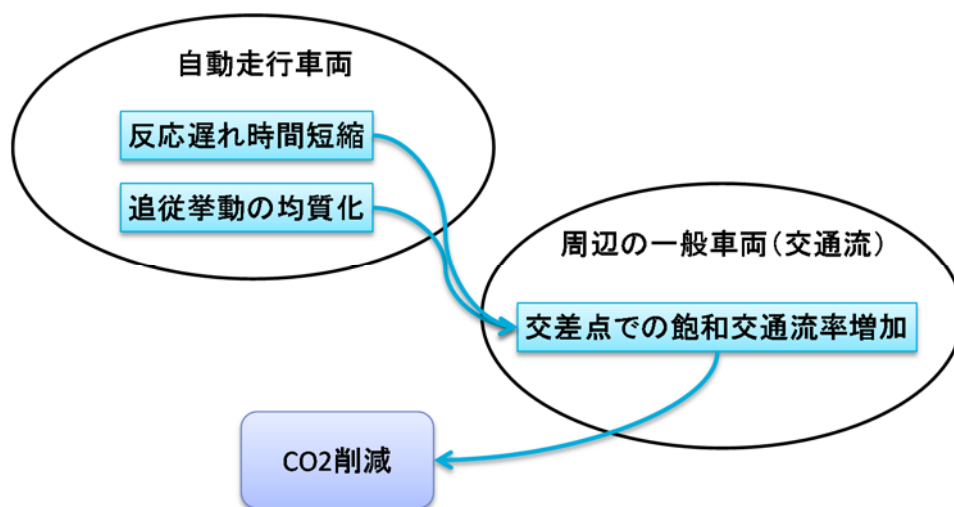 自動走行車両
反応遅れ時間短縮
追従挙動の均質化
周辺の一般車両(交通流)
交差点での飽和交通流率増加
CO2削減